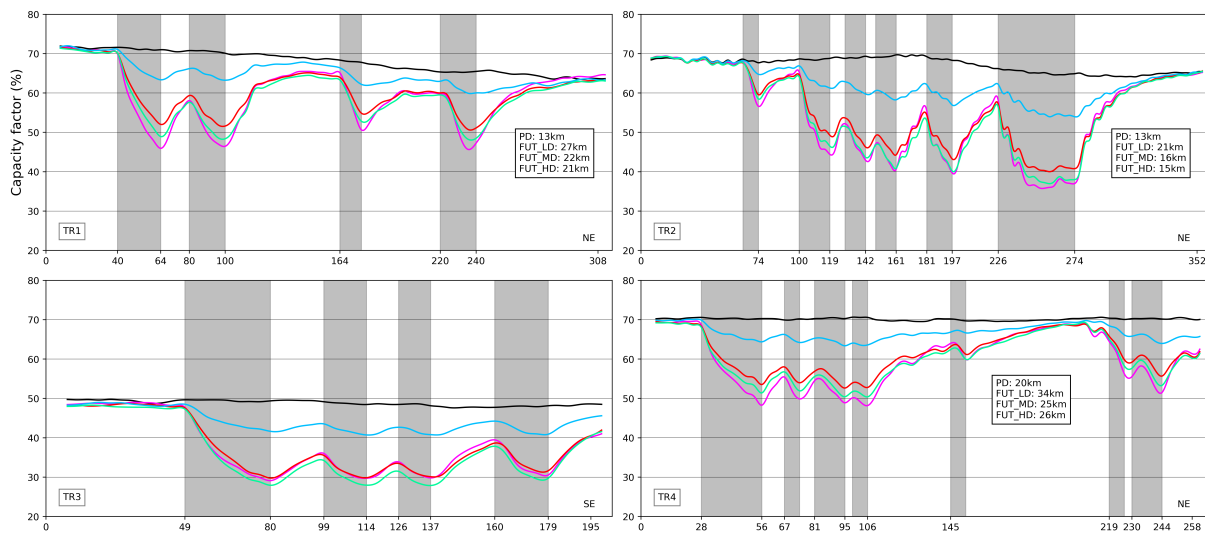 Capacity factor (%)
80
70
60
50
40
30
20
PD: 13km
FUT_LD: 27km
FUT_MD: 22km
FUT_HD: 21km
TR1
NE
0 40 64 80 100 164 220 240 308
80
70
60
50
40
30
20
PD: 13km
FUT_LD: 21km
FUT_MD: 16km
FUT_HD: 15km
TR2
NE
0 74 100 119 142 161 181 197 226 274 352
80
70
60
50
40
30
20
TR3
SE
0 49 80 99 114 126 137 160 179 195
80
70
60
50
40
30
20
PD: 20km
FUT_LD: 34km
FUT_MD: 25km
FUT_HD: 26km
TR4
NE
0 28 56 67 81 95 106 145 219 230 244 258